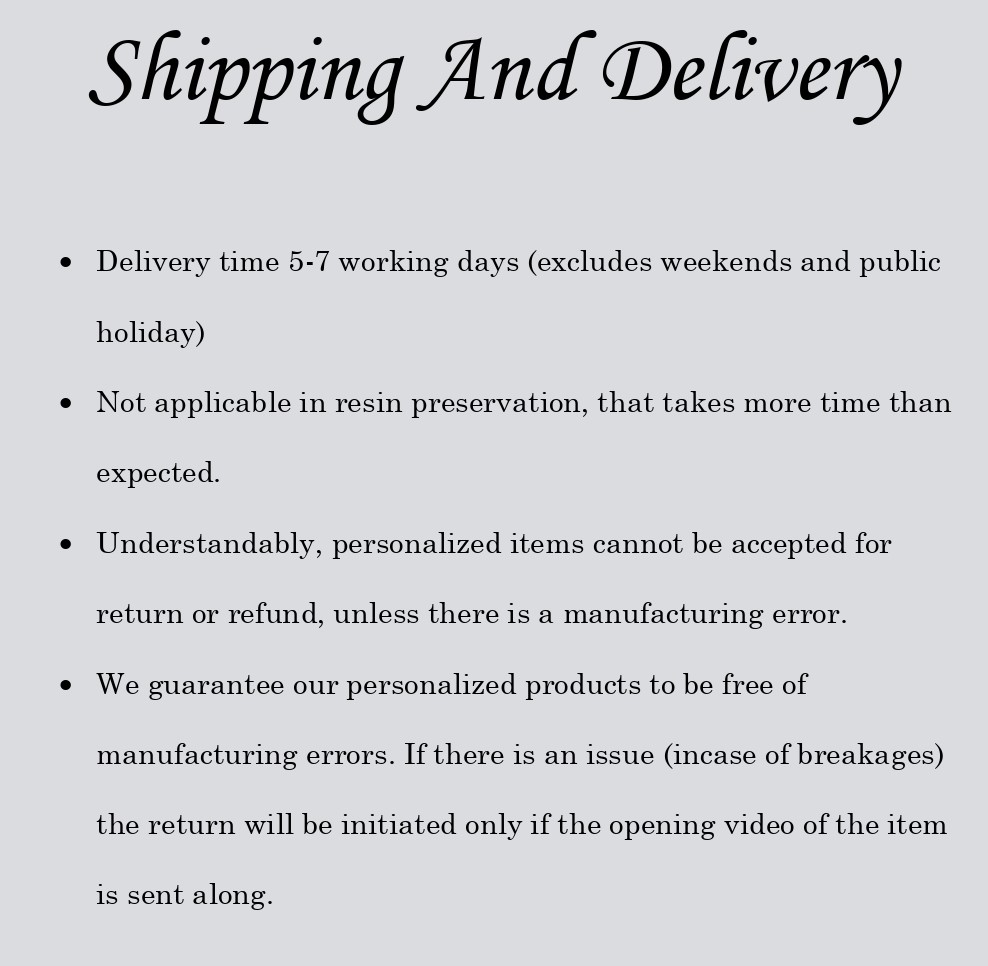 Shipping And Delivery
• Delivery time 5-7 working days (excludes weekends and public
holiday)
• Not applicable in resin preservation, that takes more time than
expected.
• Understandably, personalized items cannot be accepted for
return or refund, unless there is a manufacturing error.
• We guarantee our personalized products to be free of
manufacturing errors. If there is an issue (incase of breakages)
the return will be initiated only if the opening video of the item
is sent along.